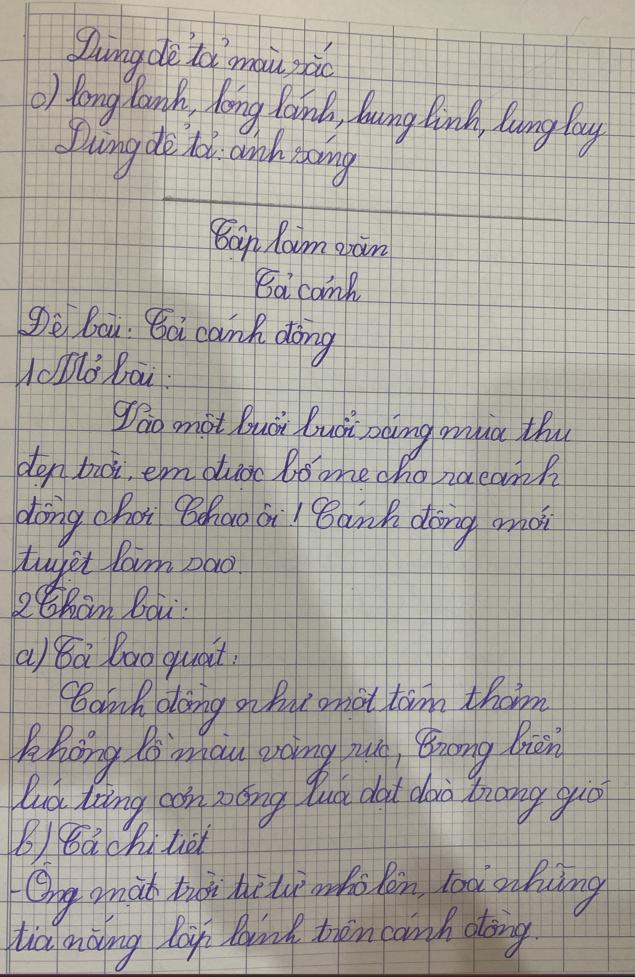 Dùng để tả màu sắc
c) long lanh, lóng lánh, lung linh, lung lay
Dùng để tả: ánh sáng
Tập làm văn
Tả cảnh
Đề bài: Tả cánh đồng
1. Mở bài:
Vào một buổi buổi sáng mùa thu
đẹp trời, em được bố mẹ cho ra cánh
đồng chơi. Chao ôi! Cánh đồng mới
tuyệt làm sao.
2 Thân bài:
a) Tả bao quát:
Cánh đồng như một tấm thảm
khổng lồ màu vàng rực, Trong biển
luá từng cơn sóng luá dạt dào trong gió
b) Tả chi tiết
- Ông mặt trời từ từ nhô lên, toả những
tia nắng lấp lánh trên cánh đồng.